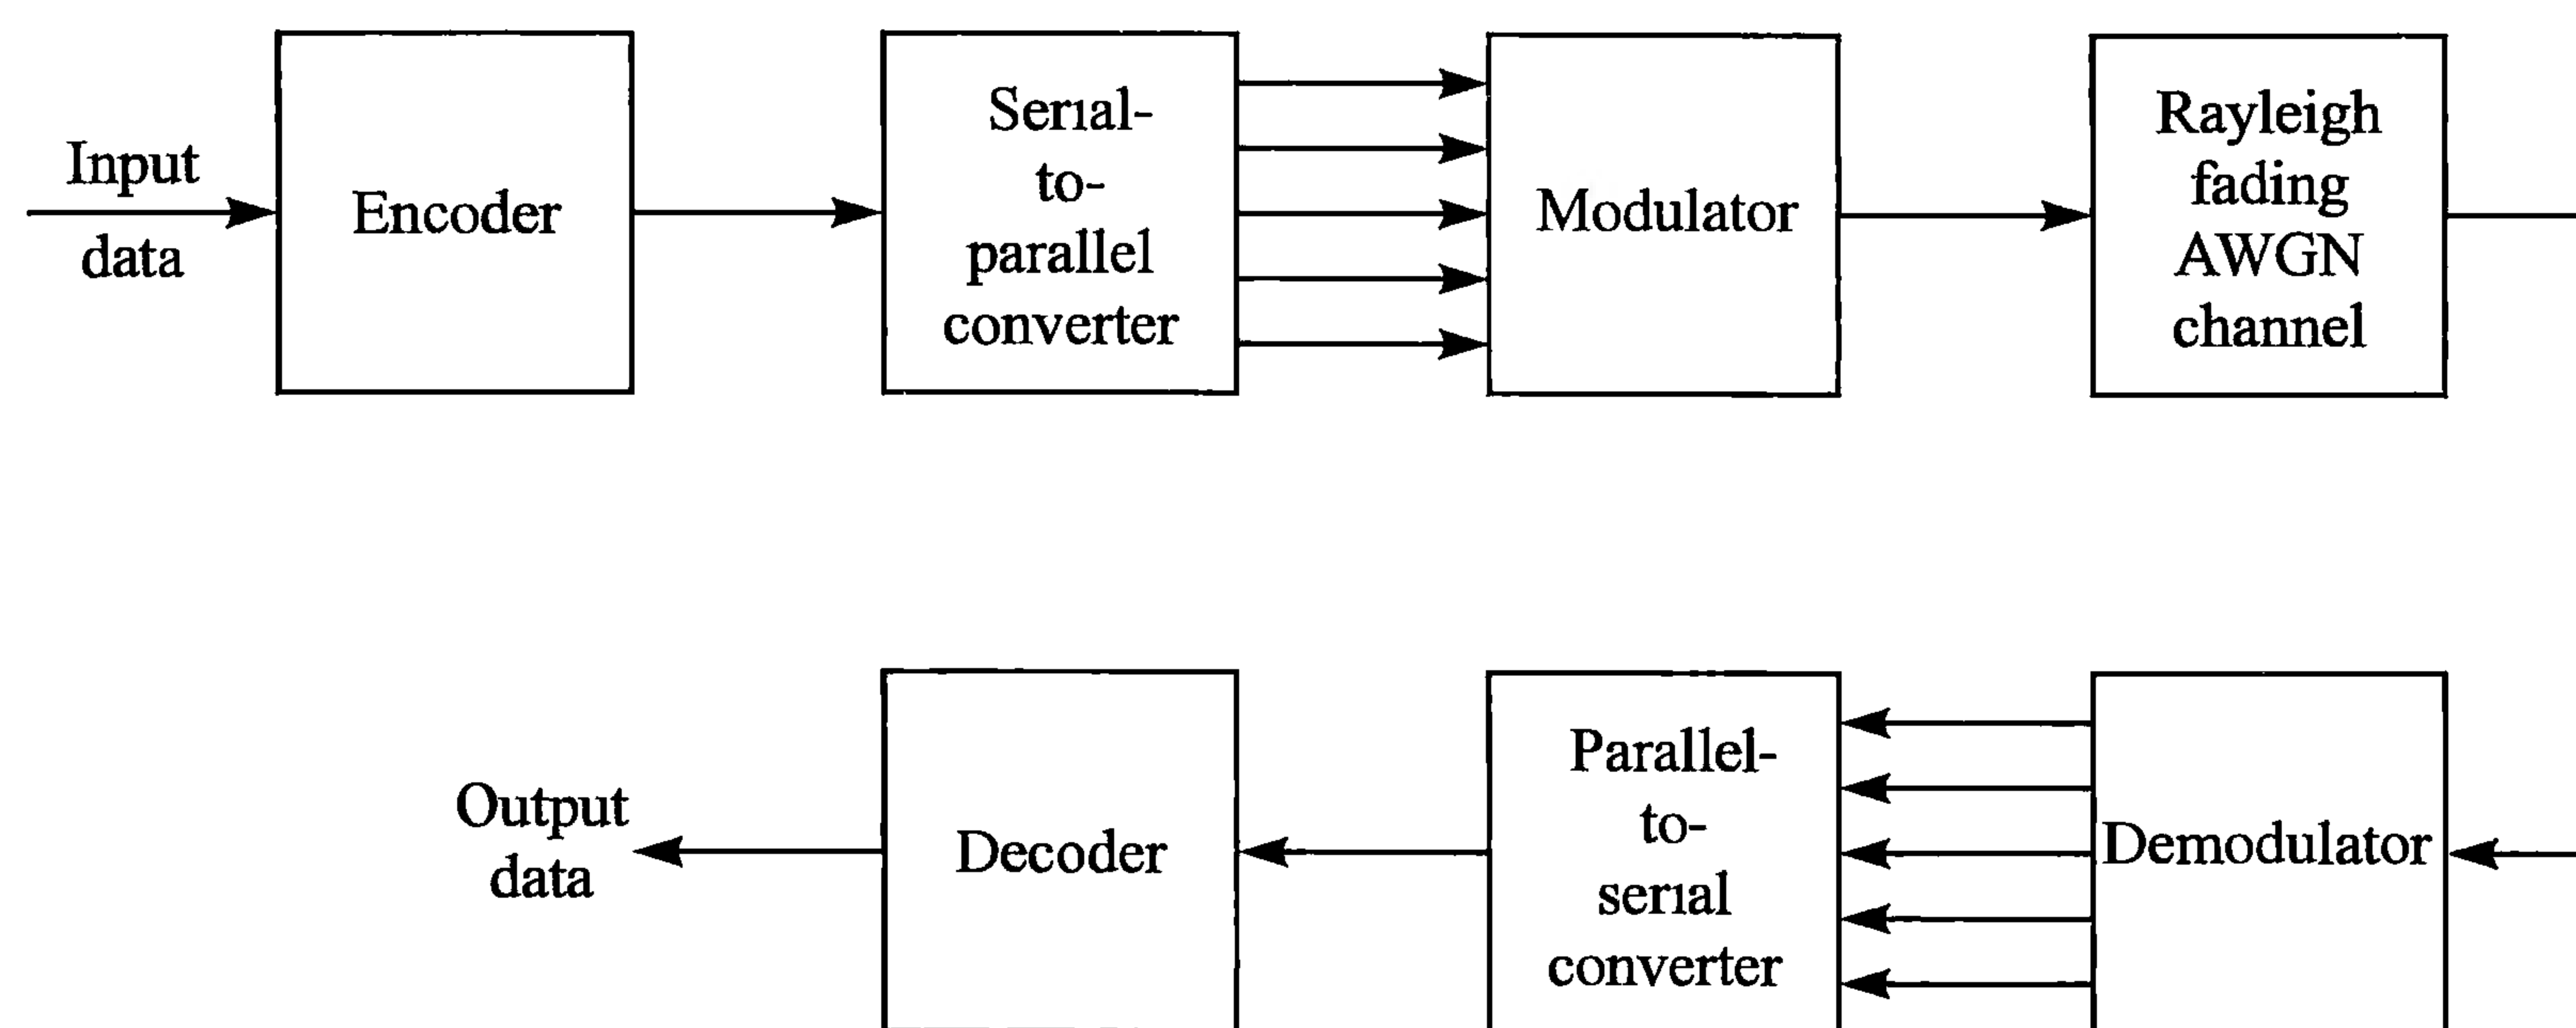 Input
data
Encoder
Serial-
to-
parallel
converter
Modulator
Rayleigh
fading
AWGN
channel
Output
data
Decoder
Parallel-
to-
serial
converter
Demodulator